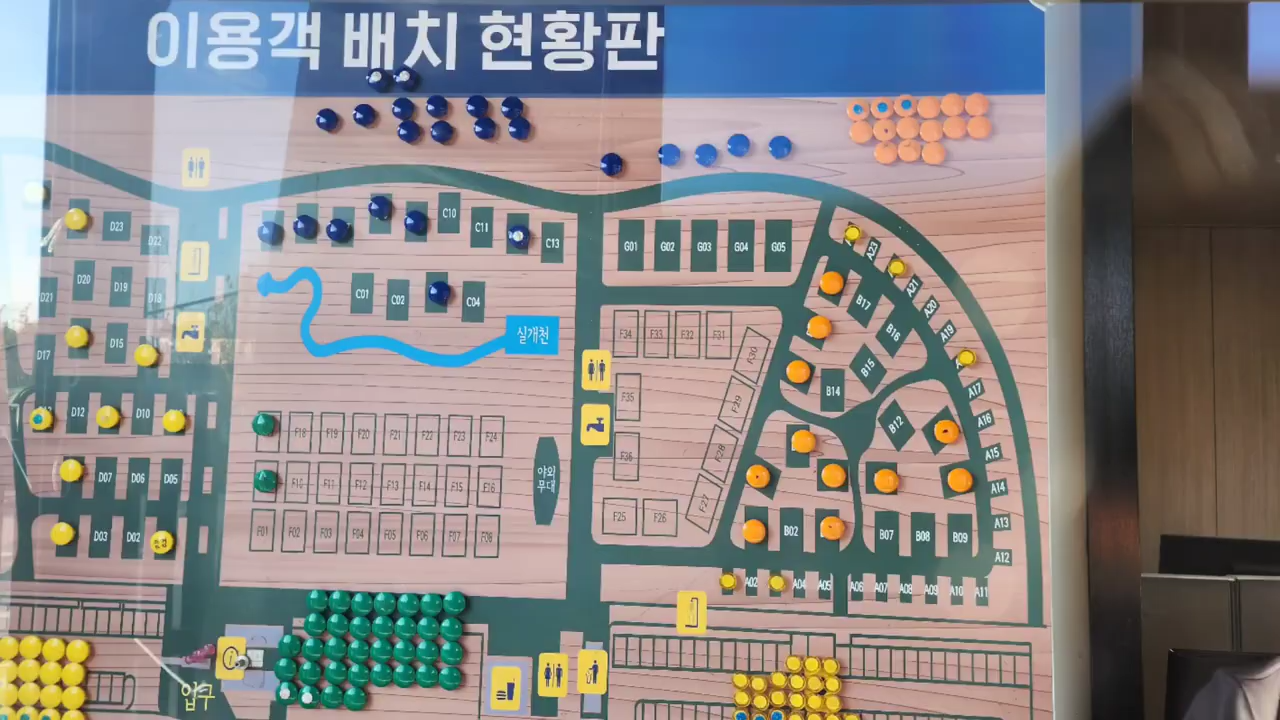 이용객 배치 현황판
D23
D22
C10
C11
C13
G01 G02 G03 G04 G05
A23
D20
D19
D18
D21
C01
C02
C04
B17
A21
A20
A19
D17
D15
실개천
F34 F33 F32 F31
F30
B16
B15
B14
F35
F29
A17
A16
D12
D10
F18 F19 F20 F21 F22 F23 F24
B12
A15
F36
F28
D07 D06 D05
F10 F11 F12 F13 F14 F15 F16
야외
무대
A14
F27
F25 F26
D03 D02
F01 F02 F03 F04 F05 F06 F07 F08
B02
B07 B08 B09
A13
A12
A02 A04 A05 A06 A07 A08 A09 A10 A11
입구